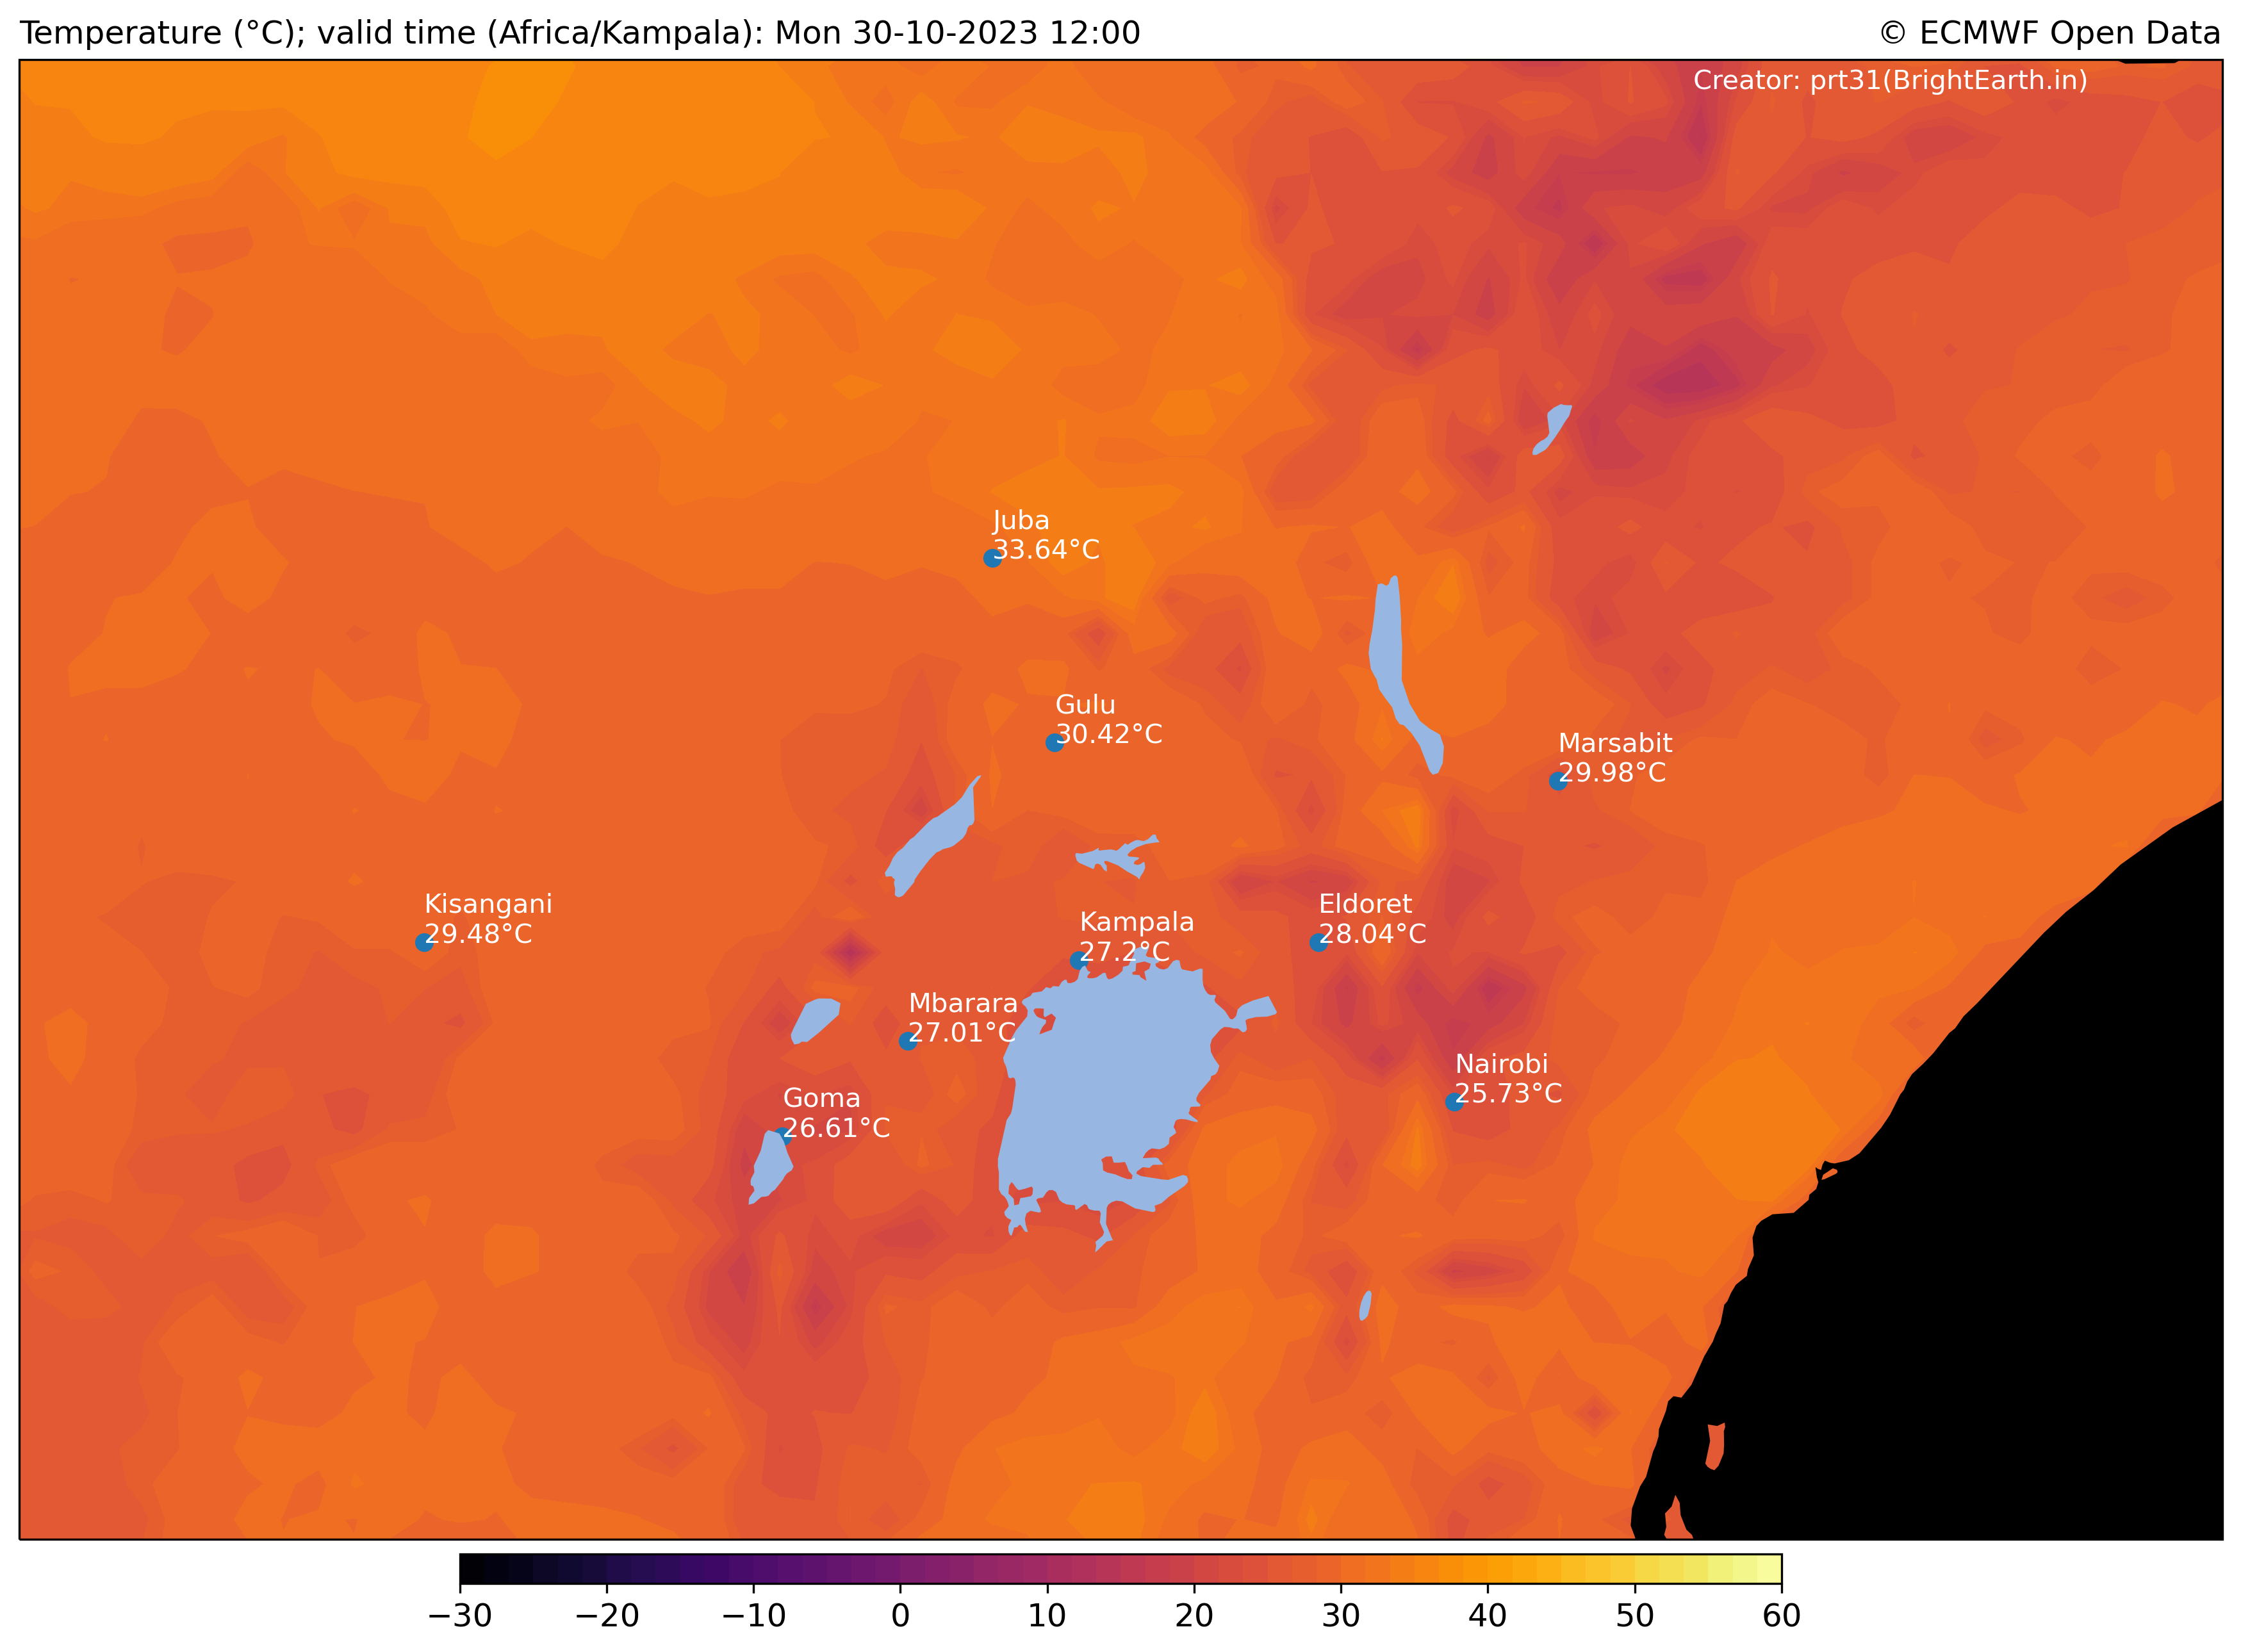 Temperature (°C); valid time (Africa/Kampala): Mon 30-10-2023 12:00
© ECMWF Open Data
Creator: prt31(BrightEarth.in)
Juba
33.64°C
Gulu
30.42°C
Marsabit
29.98°C
Kisangani
29.48°C
Eldoret
28.04°C
Kampala
27.2°C
Mbarara
27.01°C
Nairobi
25.73°C
Goma
26.61°C
−30 −20 −10 0 10 20 30 40 50 60